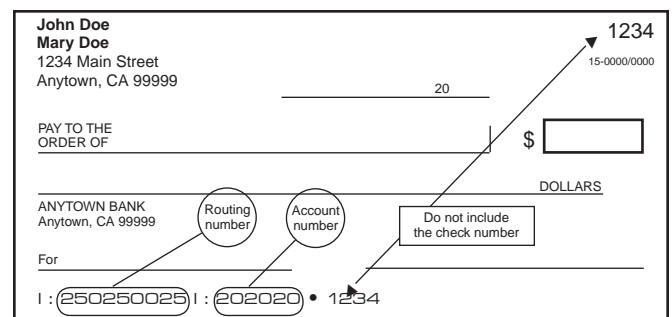 John Doe 1234
Mary Doe
1234 Main Street 15-0000/0000
Anytown, CA 99999
20
PAY TO THE
ORDER OF $
DOLLARS
ANYTOWN BANK
Anytown, CA 99999
Routing
number
Account
number
Do not include
the check number
For
I : 250250025 I : 202020 • 1234